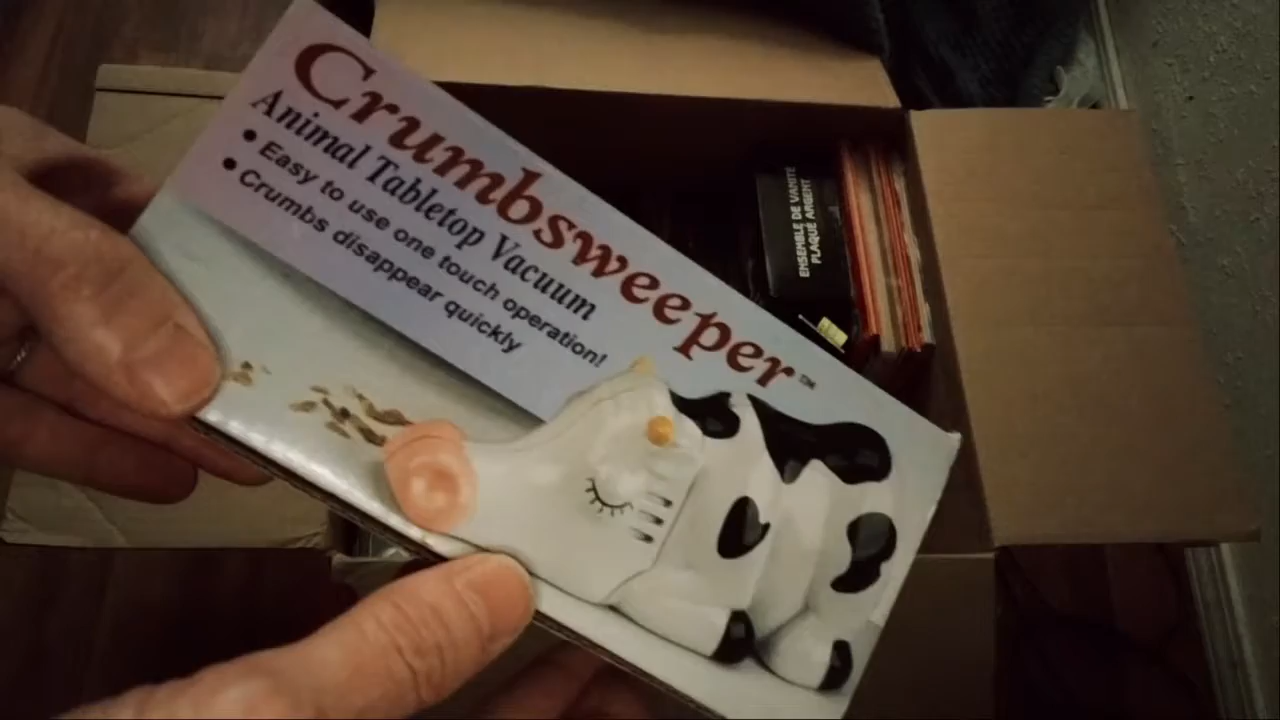 Crumbsweeper™
Animal Tabletop Vacuum
• Easy to use one touch operation!
• Crumbs disappear quickly
ENSEMBLE DE VANITÉ
PLAQUÉ ARGENT